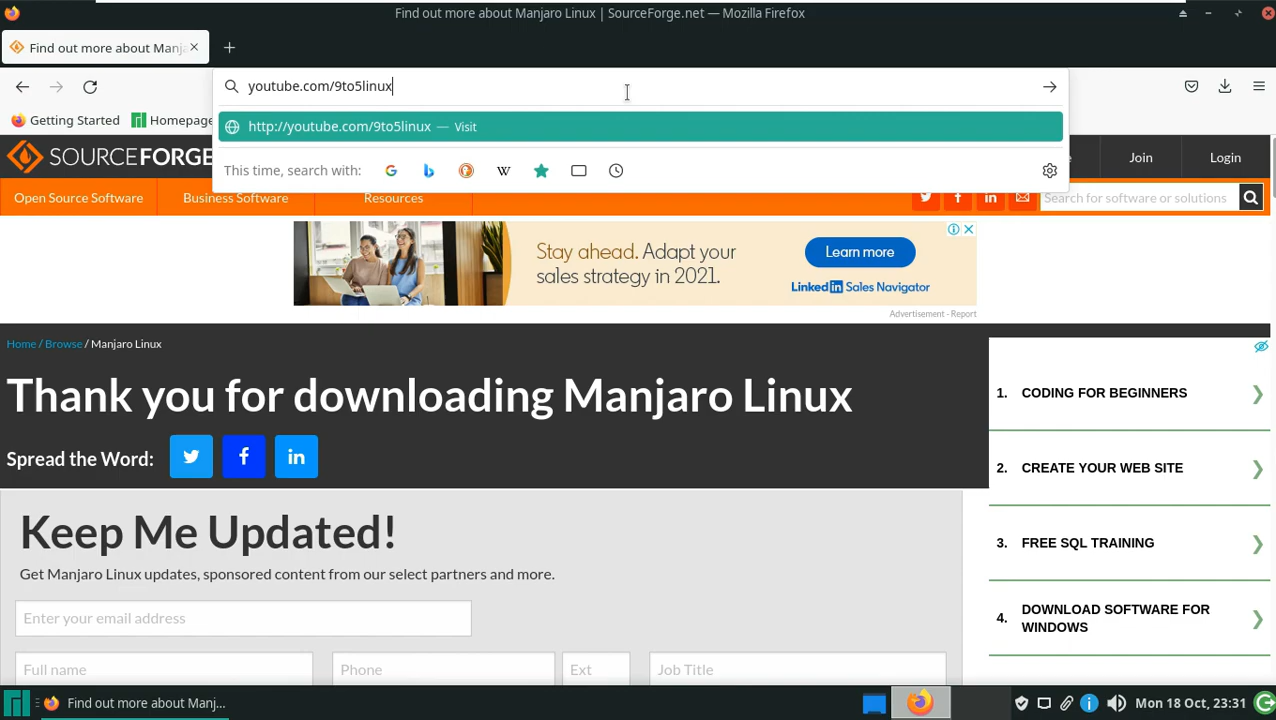 Find out more about Manjaro Linux | SourceForge.net — Mozilla Firefox
Find out more about Manja
youtube.com/9to5linux
Getting Started
Homepage
http://youtube.com/9to5linux — Visit
This time, search with:
SOURCEFORGE
Join
Login
Open Source Software
Business Software
Resources
Search for software or solutions
Stay ahead. Adapt your
sales strategy in 2021.
Learn more
LinkedIn Sales Navigator
Advertisement - Report
Home / Browse / Manjaro Linux
Thank you for downloading Manjaro Linux
Spread the Word:
Keep Me Updated!
Get Manjaro Linux updates, sponsored content from our select partners and more.
Enter your email address
Full name
Phone
Ext
Job Title
1. CODING FOR BEGINNERS
2. CREATE YOUR WEB SITE
3. FREE SQL TRAINING
4. DOWNLOAD SOFTWARE FOR
WINDOWS
Find out more about Manj...
Mon 18 Oct, 23:31